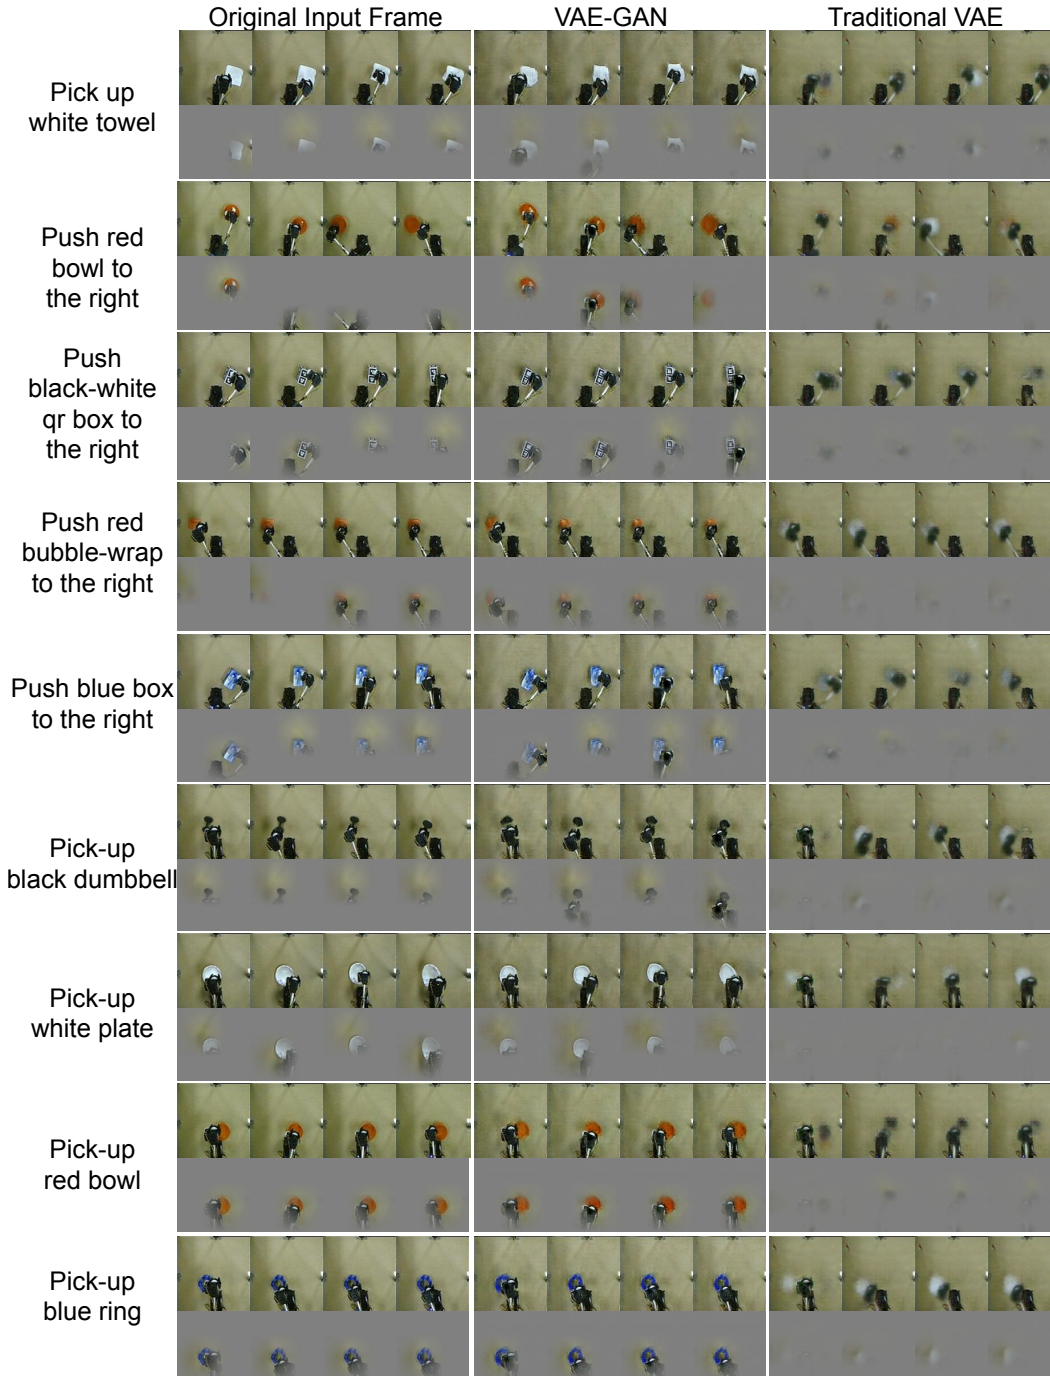 Original Input Frame
VAE-GAN
Traditional VAE
Pick up
white towel
Push red
bowl to
the right
Push
black-white
qr box to
the right
Push red
bubble-wrap
to the right
Push blue box
to the right
Pick-up
black dumbbell
Pick-up
white plate
Pick-up
red bowl
Pick-up
blue ring